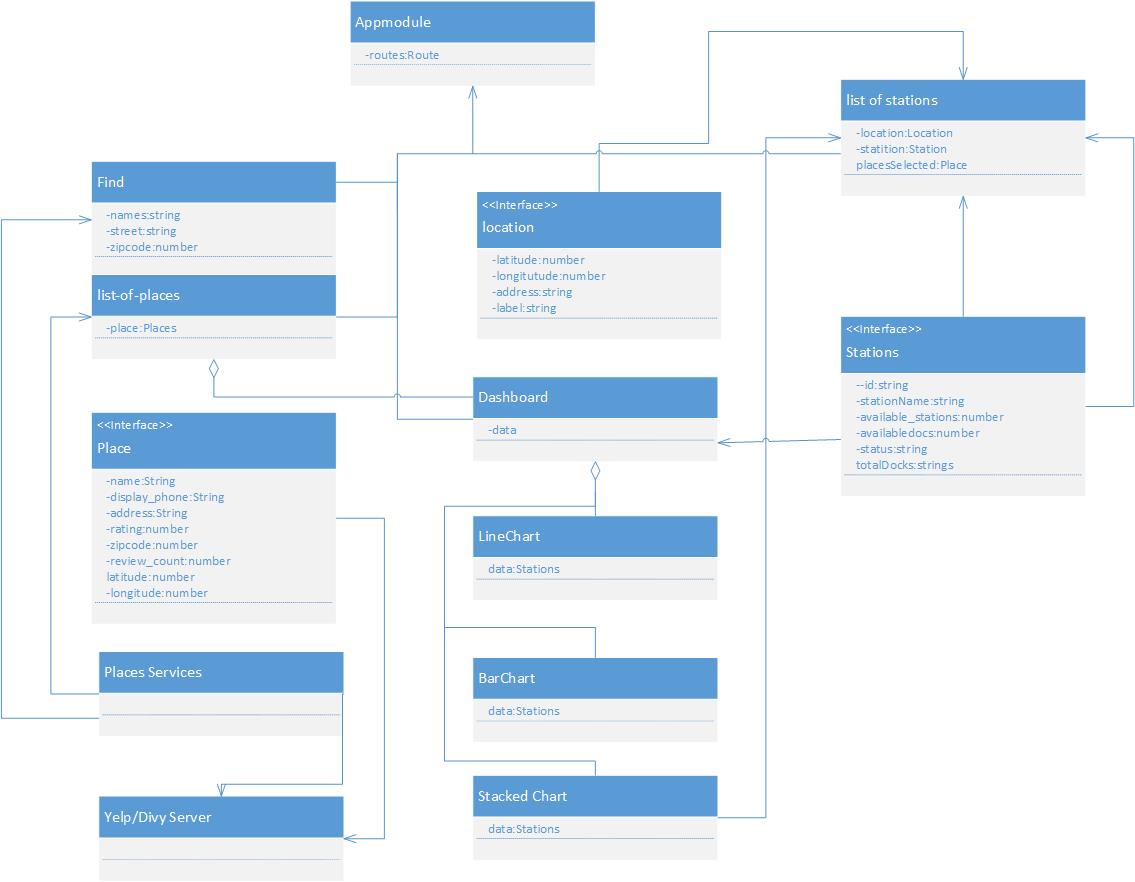 Appmodule
-routes:Route
list of stations
-location:Location
-statition:Station
placesSelected:Place
Find
-names:string
-street:string
-zipcode:number
<<Interface>>
location
-latitude:number
-longitutude:number
-address:string
-label:string
list-of-places
-place:Places
<<Interface>>
Stations
--id:string
-stationName:string
-available_stations:number
-availabledocs:number
-status:string
totalDocks:strings
Dashboard
-data
<<Interface>>
Place
-name:String
-display_phone:String
-address:String
-rating:number
-zipcode:number
-review_count:number
latitude:number
-longitude:number
LineChart
data:Stations
Places Services
BarChart
data:Stations
Yelp/Divy Server
Stacked Chart
data:Stations